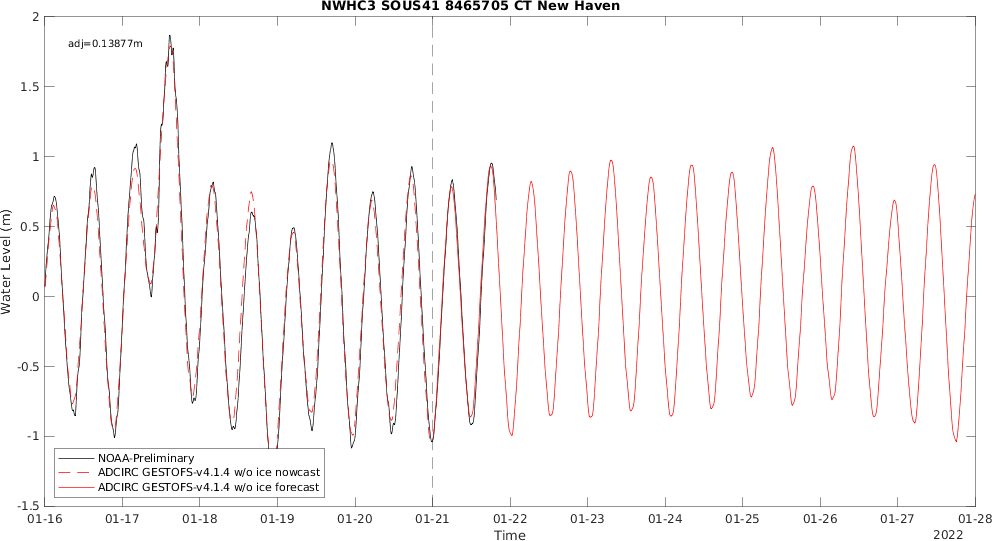 NWHC3 SOUS41 8465705 CT New Haven
adj=0.13877m
Water Level (m)
2
1.5
1
0.5
0
-0.5
-1
-1.5
NOAA-Preliminary
ADCIRC GESTOFS-v4.1.4 w/o ice nowcast
ADCIRC GESTOFS-v4.1.4 w/o ice forecast
01-16 01-17 01-18 01-19 01-20 01-21 01-22 01-23 01-24 01-25 01-26 01-27 01-28
Time
2022